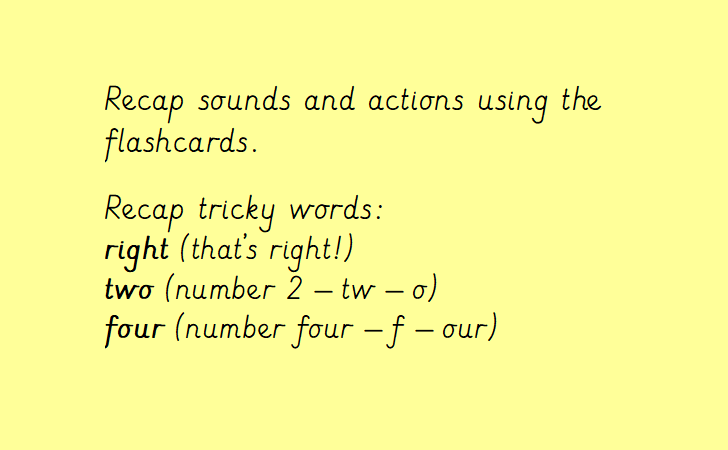 Recap sounds and actions using the
flashcards.
Recap tricky words:
right (that's right!)
two (number 2 – tw – o)
four (number four – f – our)